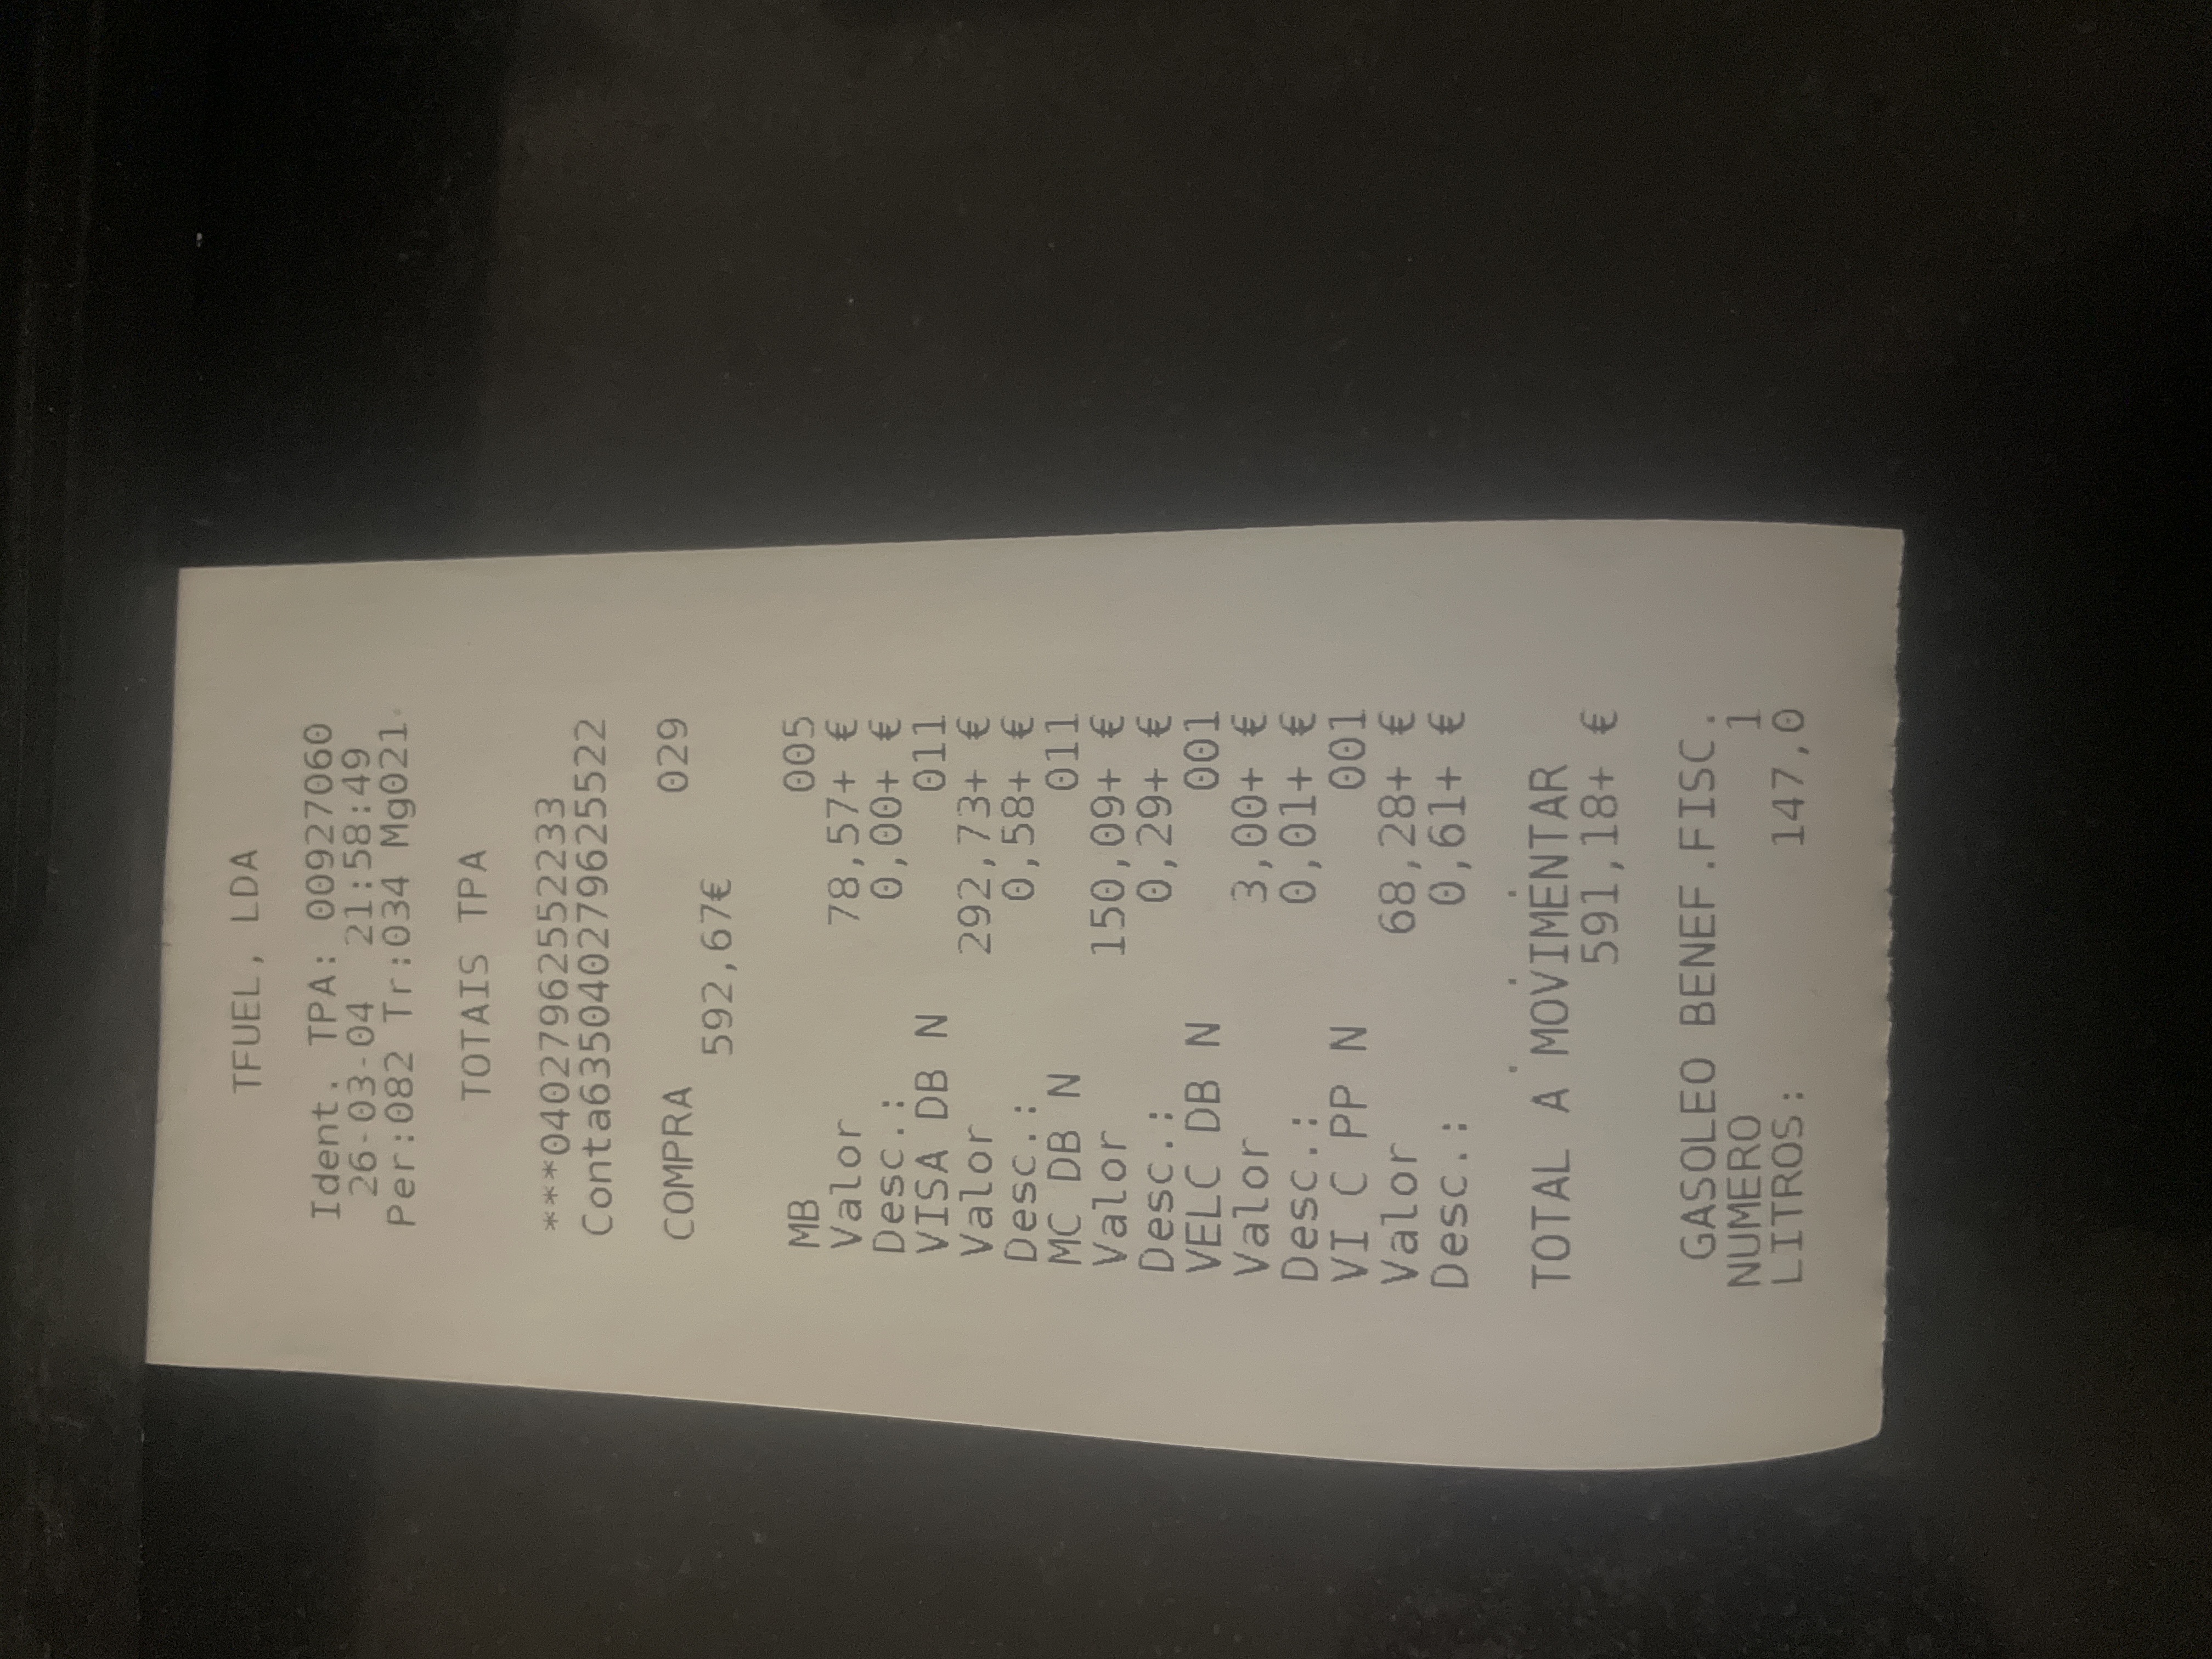 TFUEL, LDA
Ident. TPA: 00927060
26-03-04 21:58:49
Per:082 Tr:034 Mg021
TOTAIS TPA
***0402796255‎2233
Conta635040279625522
COMPRA 029
592,67€
MB 005
Valor 78,57+ €
Desc.: 0,00+ €
VISA DB N 011
Valor 292,73+ €
Desc.: 0,58+ €
MC DB N 011
Valor 150,09+ €
Desc.: 0,29+ €
VELC DB N 001
Valor 3,00+ €
Desc.: 0,01+ €
VI C PP N 001
Valor 68,28+ €
Desc.: 0,61+ €
TOTAL A MOVIMENTAR
591,18+ €
GASOLEO BENEF.FISC.
NUMERO 1
LITROS: 147,0